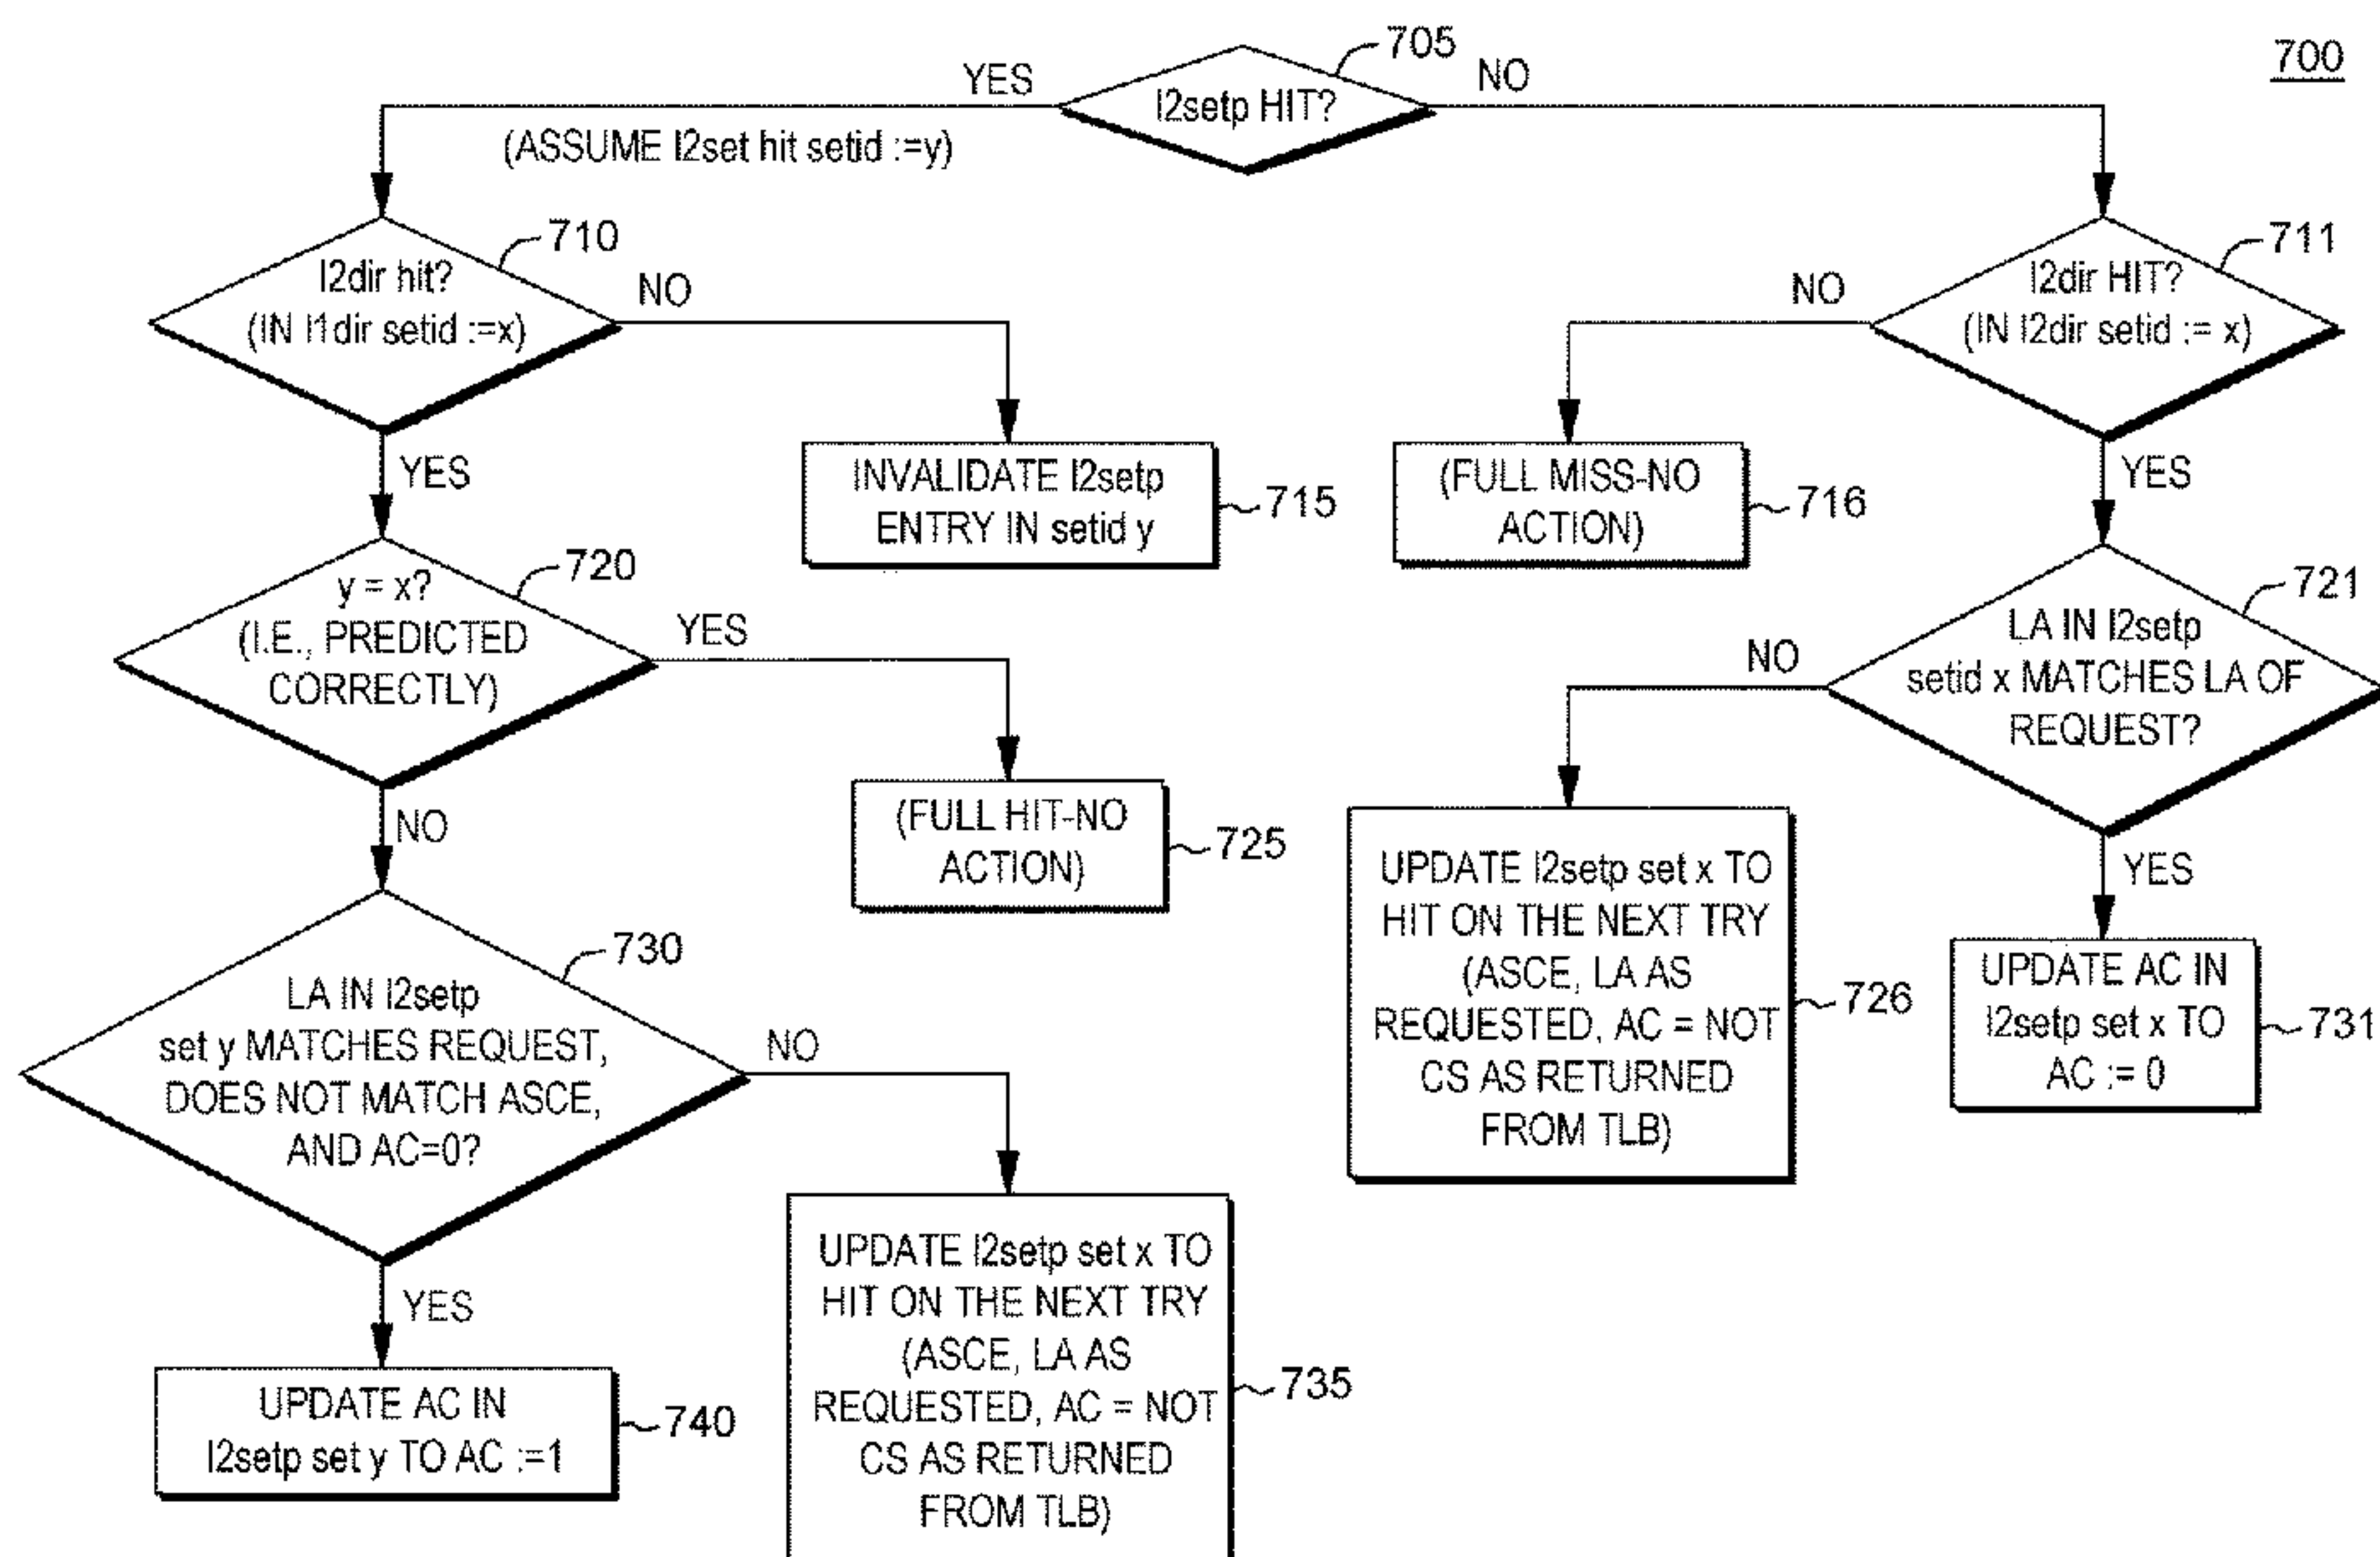 700
705
l2setp HIT?
YES
NO
(ASSUME l2set hit setid :=y)
710
l2dir hit?
(IN l1dir setid :=x)
NO
YES
711
l2dir HIT?
(IN l2dir setid := x)
NO
YES
INVALIDATE l2setp
ENTRY IN setid y
715
(FULL MISS-NO
ACTION)
716
720
y = x?
(I.E., PREDICTED
CORRECTLY)
YES
NO
721
LA IN l2setp
setid x MATCHES LA OF
REQUEST?
NO
YES
(FULL HIT-NO
ACTION)
725
UPDATE l2setp set x TO
HIT ON THE NEXT TRY
(ASCE, LA AS
REQUESTED, AC = NOT
CS AS RETURNED
FROM TLB)
726
UPDATE AC IN
l2setp set x TO
AC := 0
731
730
LA IN l2setp
set y MATCHES REQUEST,
DOES NOT MATCH ASCE,
AND AC=0?
NO
YES
UPDATE l2setp set x TO
HIT ON THE NEXT TRY
(ASCE, LA AS
REQUESTED, AC = NOT
CS AS RETURNED
FROM TLB)
735
UPDATE AC IN
l2setp set y TO AC :=1
740